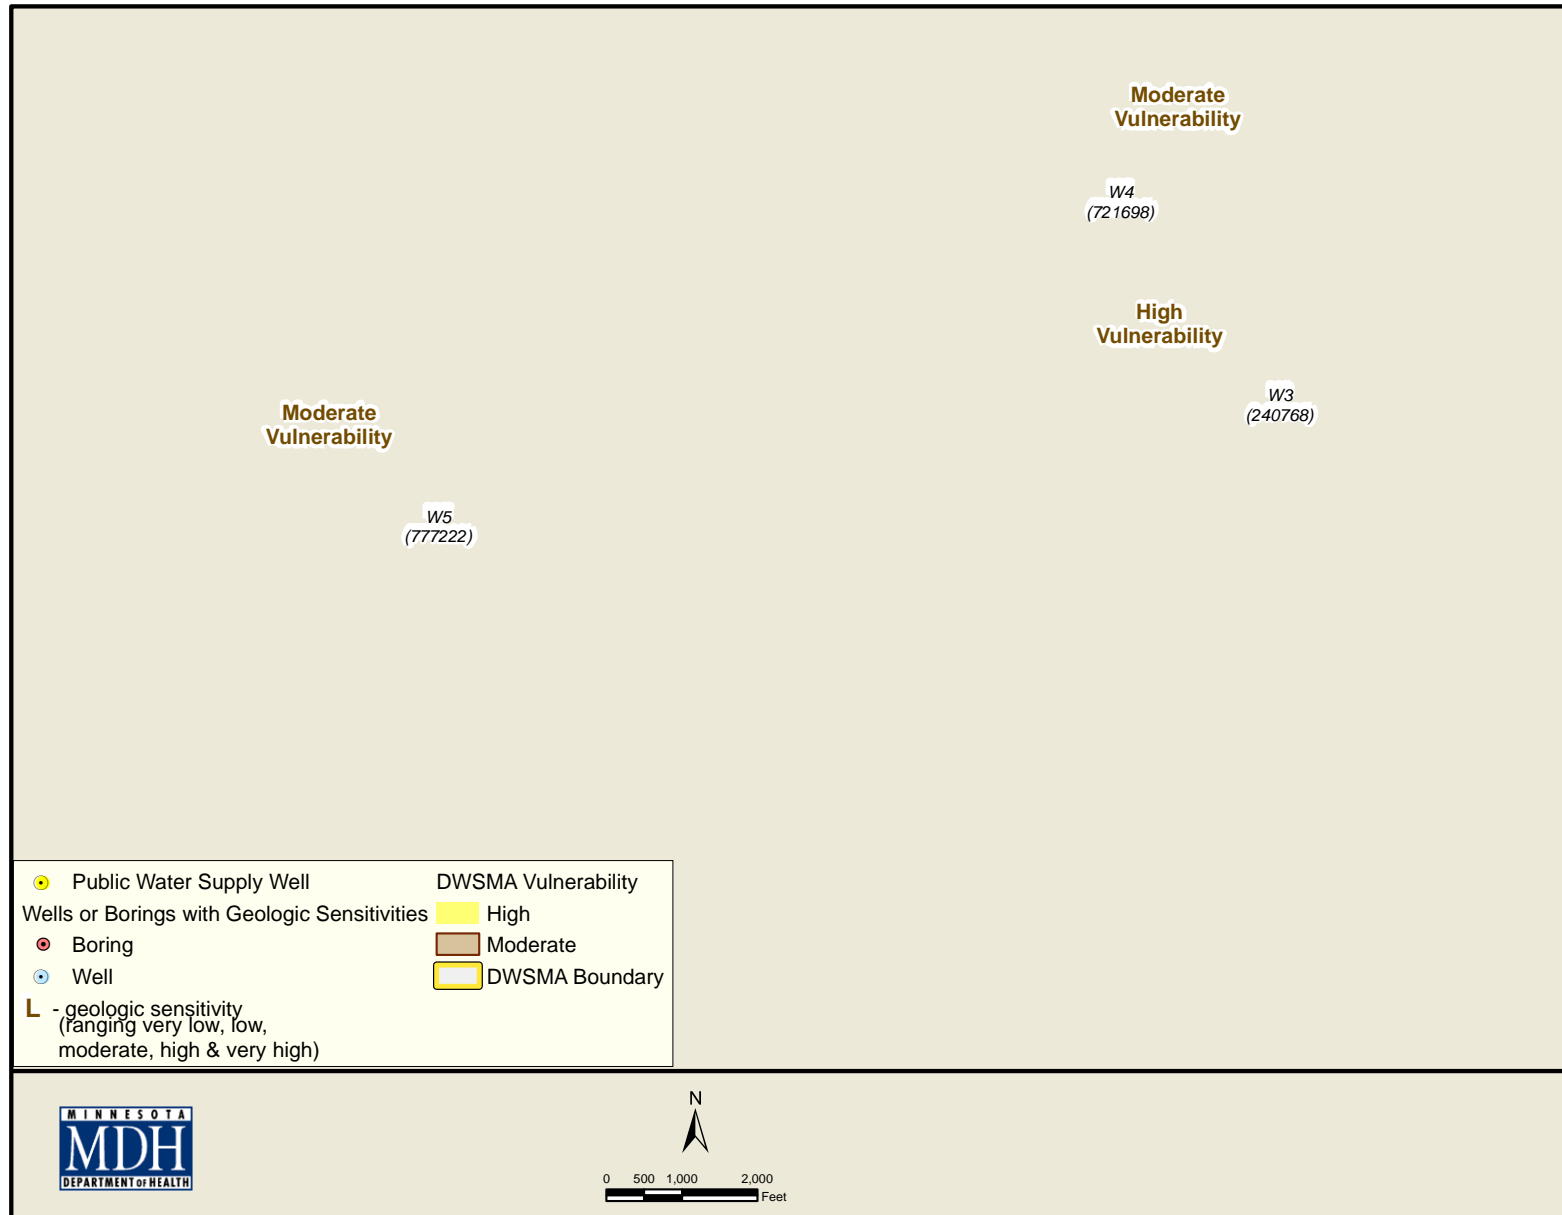 Moderate
Vulnerability
W4
(721698)
High
Vulnerability
W3
(240768)
Moderate
Vulnerability
W5
(777222)
Public Water Supply Well
Wells or Borings with Geologic Sensitivities
Boring
Well
L - geologic sensitivity
(ranging very low, low,
moderate, high & very high)
DWSMA Vulnerability
High
Moderate
DWSMA Boundary
MINNESOTA
MDH
DEPARTMENT OF HEALTH
N
0 500 1,000 2,000
Feet